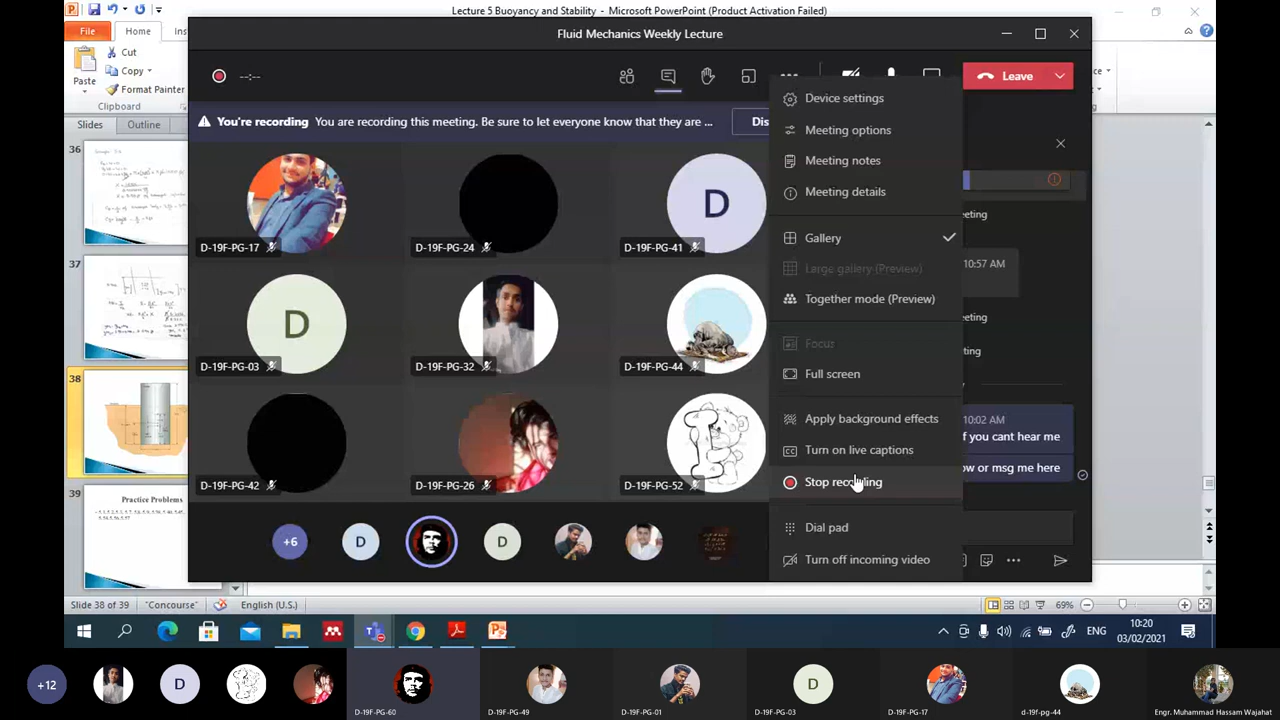 Lecture 5 Buoyancy and Stability - Microsoft PowerPoint (Product Activation Failed)
File
Home
Ins
Paste
Cut
Copy
Format Painter
Clipboard
Slides
Outline
36
37
38
39
Practice Problems
Fluid Mechanics Weekly Lecture
--:--
Leave
You're recording You are recording this meeting. Be sure to let everyone know that they are ...
Dis
D-19F-PG-17
D-19F-PG-24
D
D-19F-PG-41
D
D-19F-PG-03
D-19F-PG-32
D-19F-PG-44
D-19F-PG-42
D-19F-PG-26
D-19F-PG-52
+6
D
D
Device settings
Meeting options
Meeting notes
Meeting details
Gallery
Large gallery (Preview)
Together mode (Preview)
Focus
Full screen
Apply background effects
CC
Turn on live captions
Stop recording
Dial pad
Turn off incoming video
eeting
10:57 AM
eeting
eeting
10:02 AM
f you cant hear me
ow or msg me here
Slide 38 of 39
"Concourse"
English (U.S.)
69%
ENG
10:20
03/02/2021
+12
D
D-19F-PG-60
D-19F-PG-49
D-19F-PG-01
D
D-19F-PG-03
D-19F-PG-17
d-19f-pg-44
Engr. Muhammad Hassam Wajahat